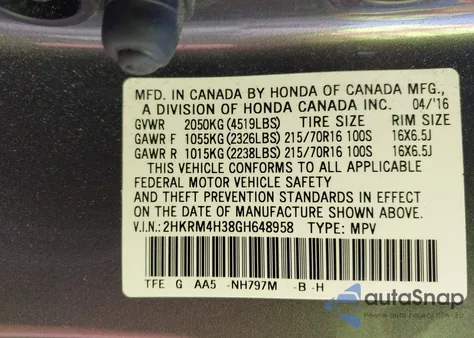 MFD. IN CANADA BY HONDA OF CANADA MFG.,
A DIVISION OF HONDA CANADA INC. 04/'16
GVWR 2050KG(4519LBS) TIRE SIZE RIM SIZE
GAWR F 1055KG(2326LBS) 215/70R16 100S 16X6.5J
GAWR R 1015KG(2238LBS) 215/70R16 100S 16X6.5J
THIS VEHICLE CONFORMS TO ALL APPLICABLE
FEDERAL MOTOR VEHICLE SAFETY
AND THEFT PREVENTION STANDARDS IN EFFECT
ON THE DATE OF MANUFACTURE SHOWN ABOVE.
V.I.N.: 2HKRM4H38GH648958 TYPE: MPV
TFE G AA5 -NH797M -B -H
autoSnap